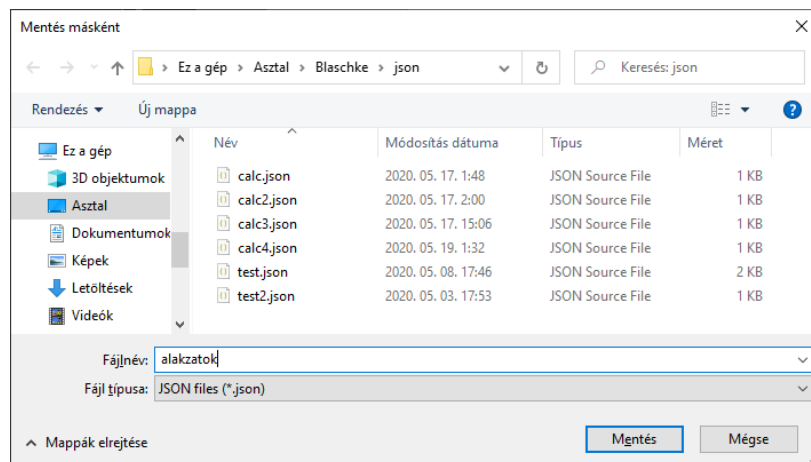 Mentés másként
Ez a gép › Asztal › Blaschke › json
Keresés: json
Rendezés Új mappa
Név Módosítás dátuma Típus Méret
Ez a gép
3D objektumok
Asztal
Dokumentumok
Képek
Letöltések
Videók
calc.json 2020. 05. 17. 1:48 JSON Source File 1 KB
calc2.json 2020. 05. 17. 2:00 JSON Source File 1 KB
calc3.json 2020. 05. 17. 15:06 JSON Source File 1 KB
calc4.json 2020. 05. 19. 1:32 JSON Source File 1 KB
test.json 2020. 05. 08. 17:46 JSON Source File 2 KB
test2.json 2020. 05. 03. 17:53 JSON Source File 1 KB
Fájlnév: alakzatok
Fájl típusa: JSON files (*.json)
Mappák elrejtése
Mentés Mégse